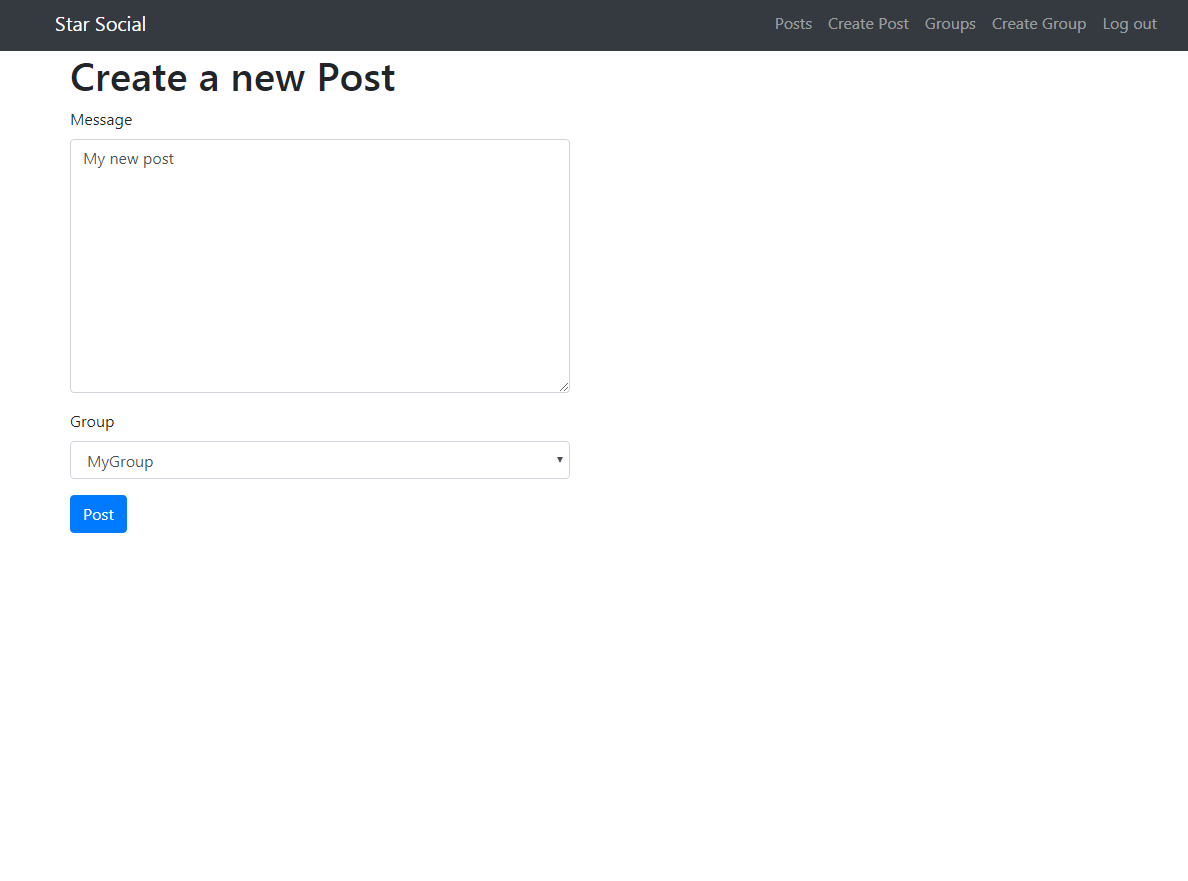 Star Social Posts Create Post Groups Create Group Log out
Create a new Post
Message
My new post
Group
MyGroup
Post